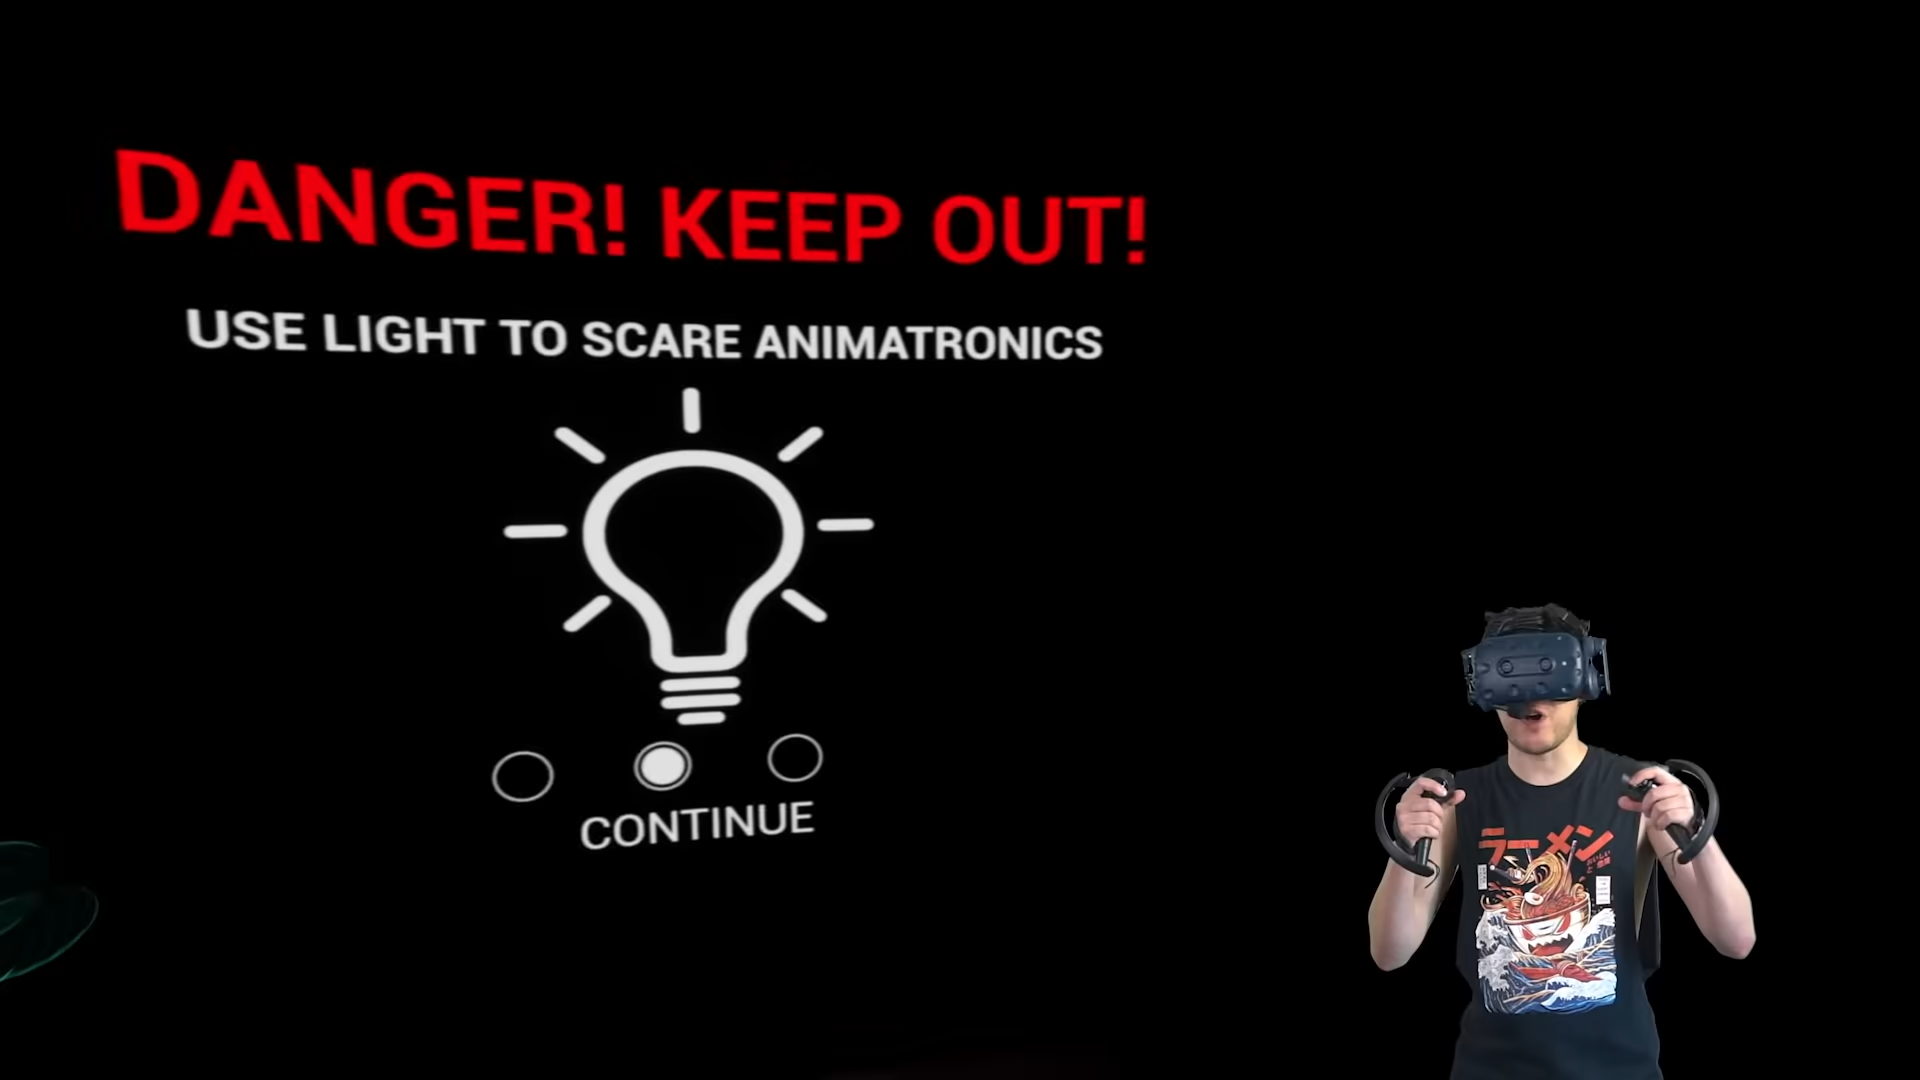 DANGER! KEEP OUT!
USE LIGHT TO SCARE ANIMATRONICS
CONTINUE
ラーメン